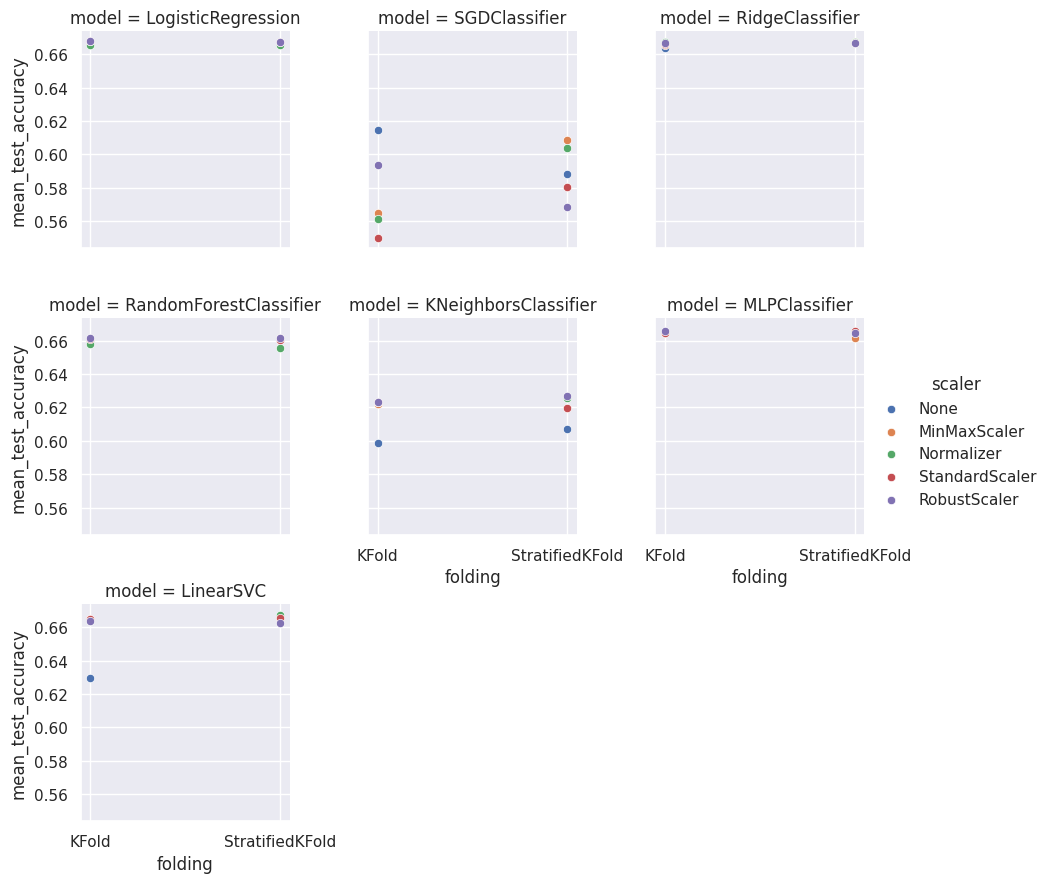 model = LogisticRegression
model = SGDClassifier
model = RidgeClassifier
mean_test_accuracy
0.66
0.64
0.62
0.60
0.58
0.56
model = RandomForestClassifier
model = KNeighborsClassifier
model = MLPClassifier
mean_test_accuracy
0.66
0.64
0.62
0.60
0.58
0.56
KFold
StratifiedKFold
folding
KFold
StratifiedKFold
folding
scaler
None
MinMaxScaler
Normalizer
StandardScaler
RobustScaler
model = LinearSVC
mean_test_accuracy
0.66
0.64
0.62
0.60
0.58
0.56
KFold
StratifiedKFold
folding